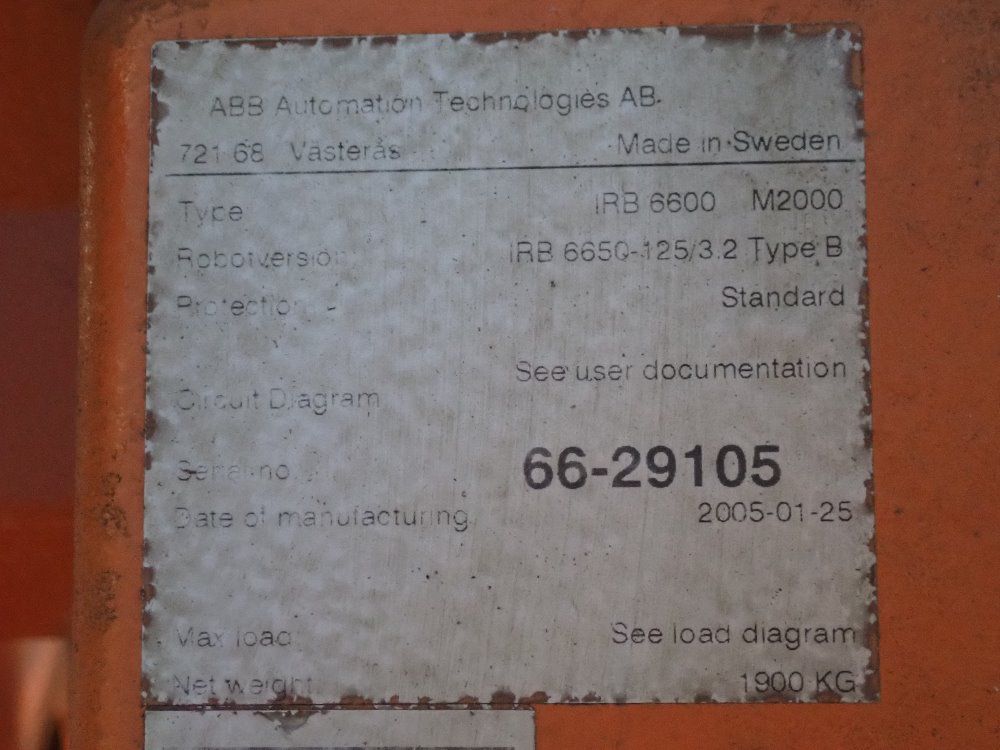 ABB Automation Technologies AB.
721 68 Västerås Made in Sweden
Type IRB 6600 M2000
Robotversion IRB 6650-125/3.2 Type B
Protection Standard
See user documentation
Circuit Diagram
Serial no. 66-29105
Date of manufacturing 2005-01-25
Max load See load diagram
Net weight 1900 KG